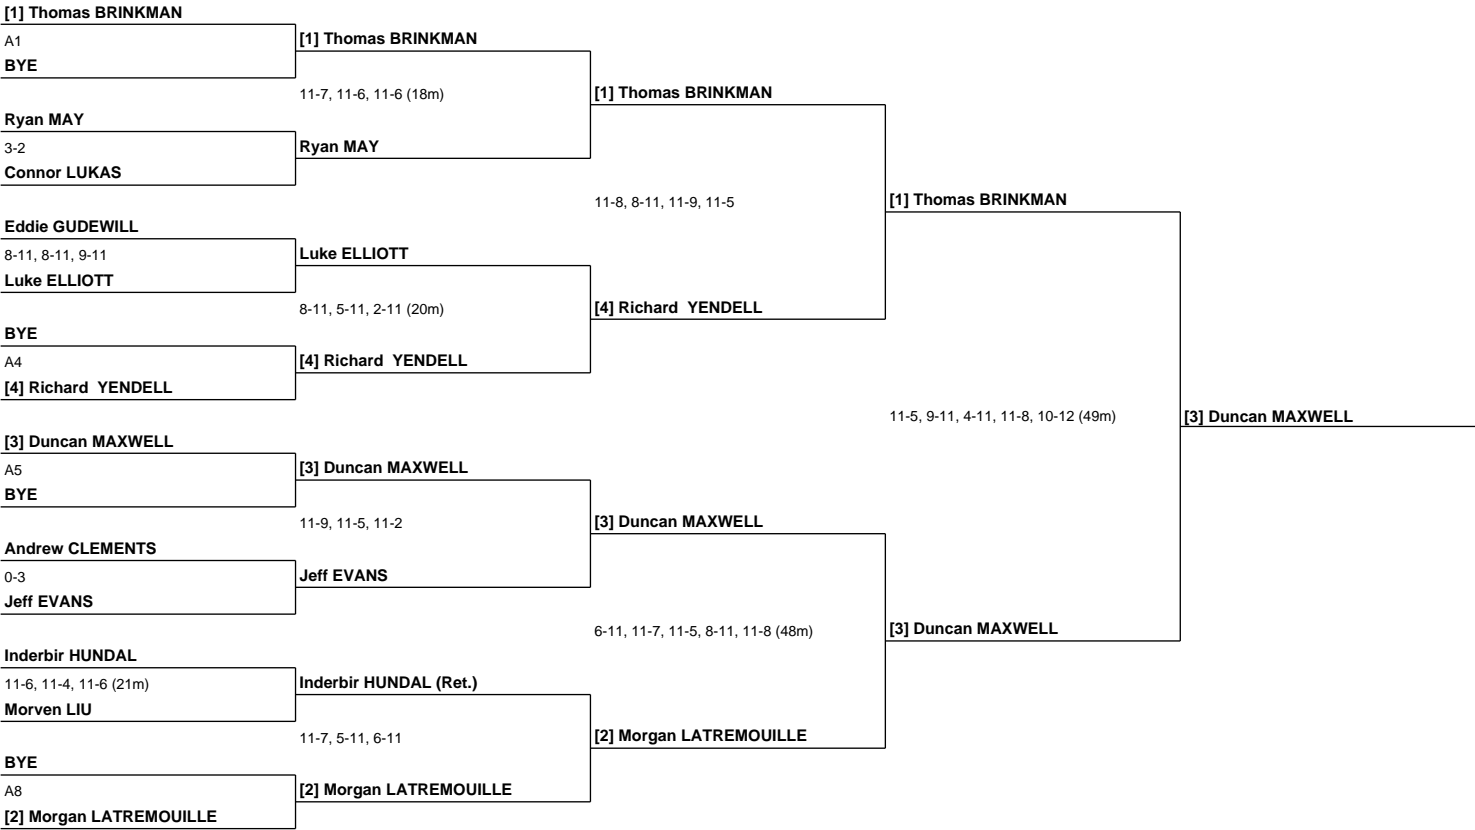 [1] Thomas BRINKMAN
A1
BYE
Ryan MAY
3-2
Connor LUKAS
Eddie GUDEWILL
8-11, 8-11, 9-11
Luke ELLIOTT
BYE
A4
[4] Richard  YENDELL
[3] Duncan MAXWELL
A5
BYE
Andrew CLEMENTS
0-3
Jeff EVANS
Inderbir HUNDAL
11-6, 11-4, 11-6 (21m)
Morven LIU
BYE
A8
[2] Morgan LATREMOUILLE
[1] Thomas BRINKMAN
11-7, 11-6, 11-6 (18m)
Ryan MAY
Luke ELLIOTT
8-11, 5-11, 2-11 (20m)
[4] Richard  YENDELL
[3] Duncan MAXWELL
11-9, 11-5, 11-2
Jeff EVANS
Inderbir HUNDAL (Ret.)
11-7, 5-11, 6-11
[2] Morgan LATREMOUILLE
[1] Thomas BRINKMAN
11-8, 8-11, 11-9, 11-5
[4] Richard  YENDELL
[3] Duncan MAXWELL
6-11, 11-7, 11-5, 8-11, 11-8 (48m)
[2] Morgan LATREMOUILLE
[1] Thomas BRINKMAN
11-5, 9-11, 4-11, 11-8, 10-12 (49m)
[3] Duncan MAXWELL
[3] Duncan MAXWELL